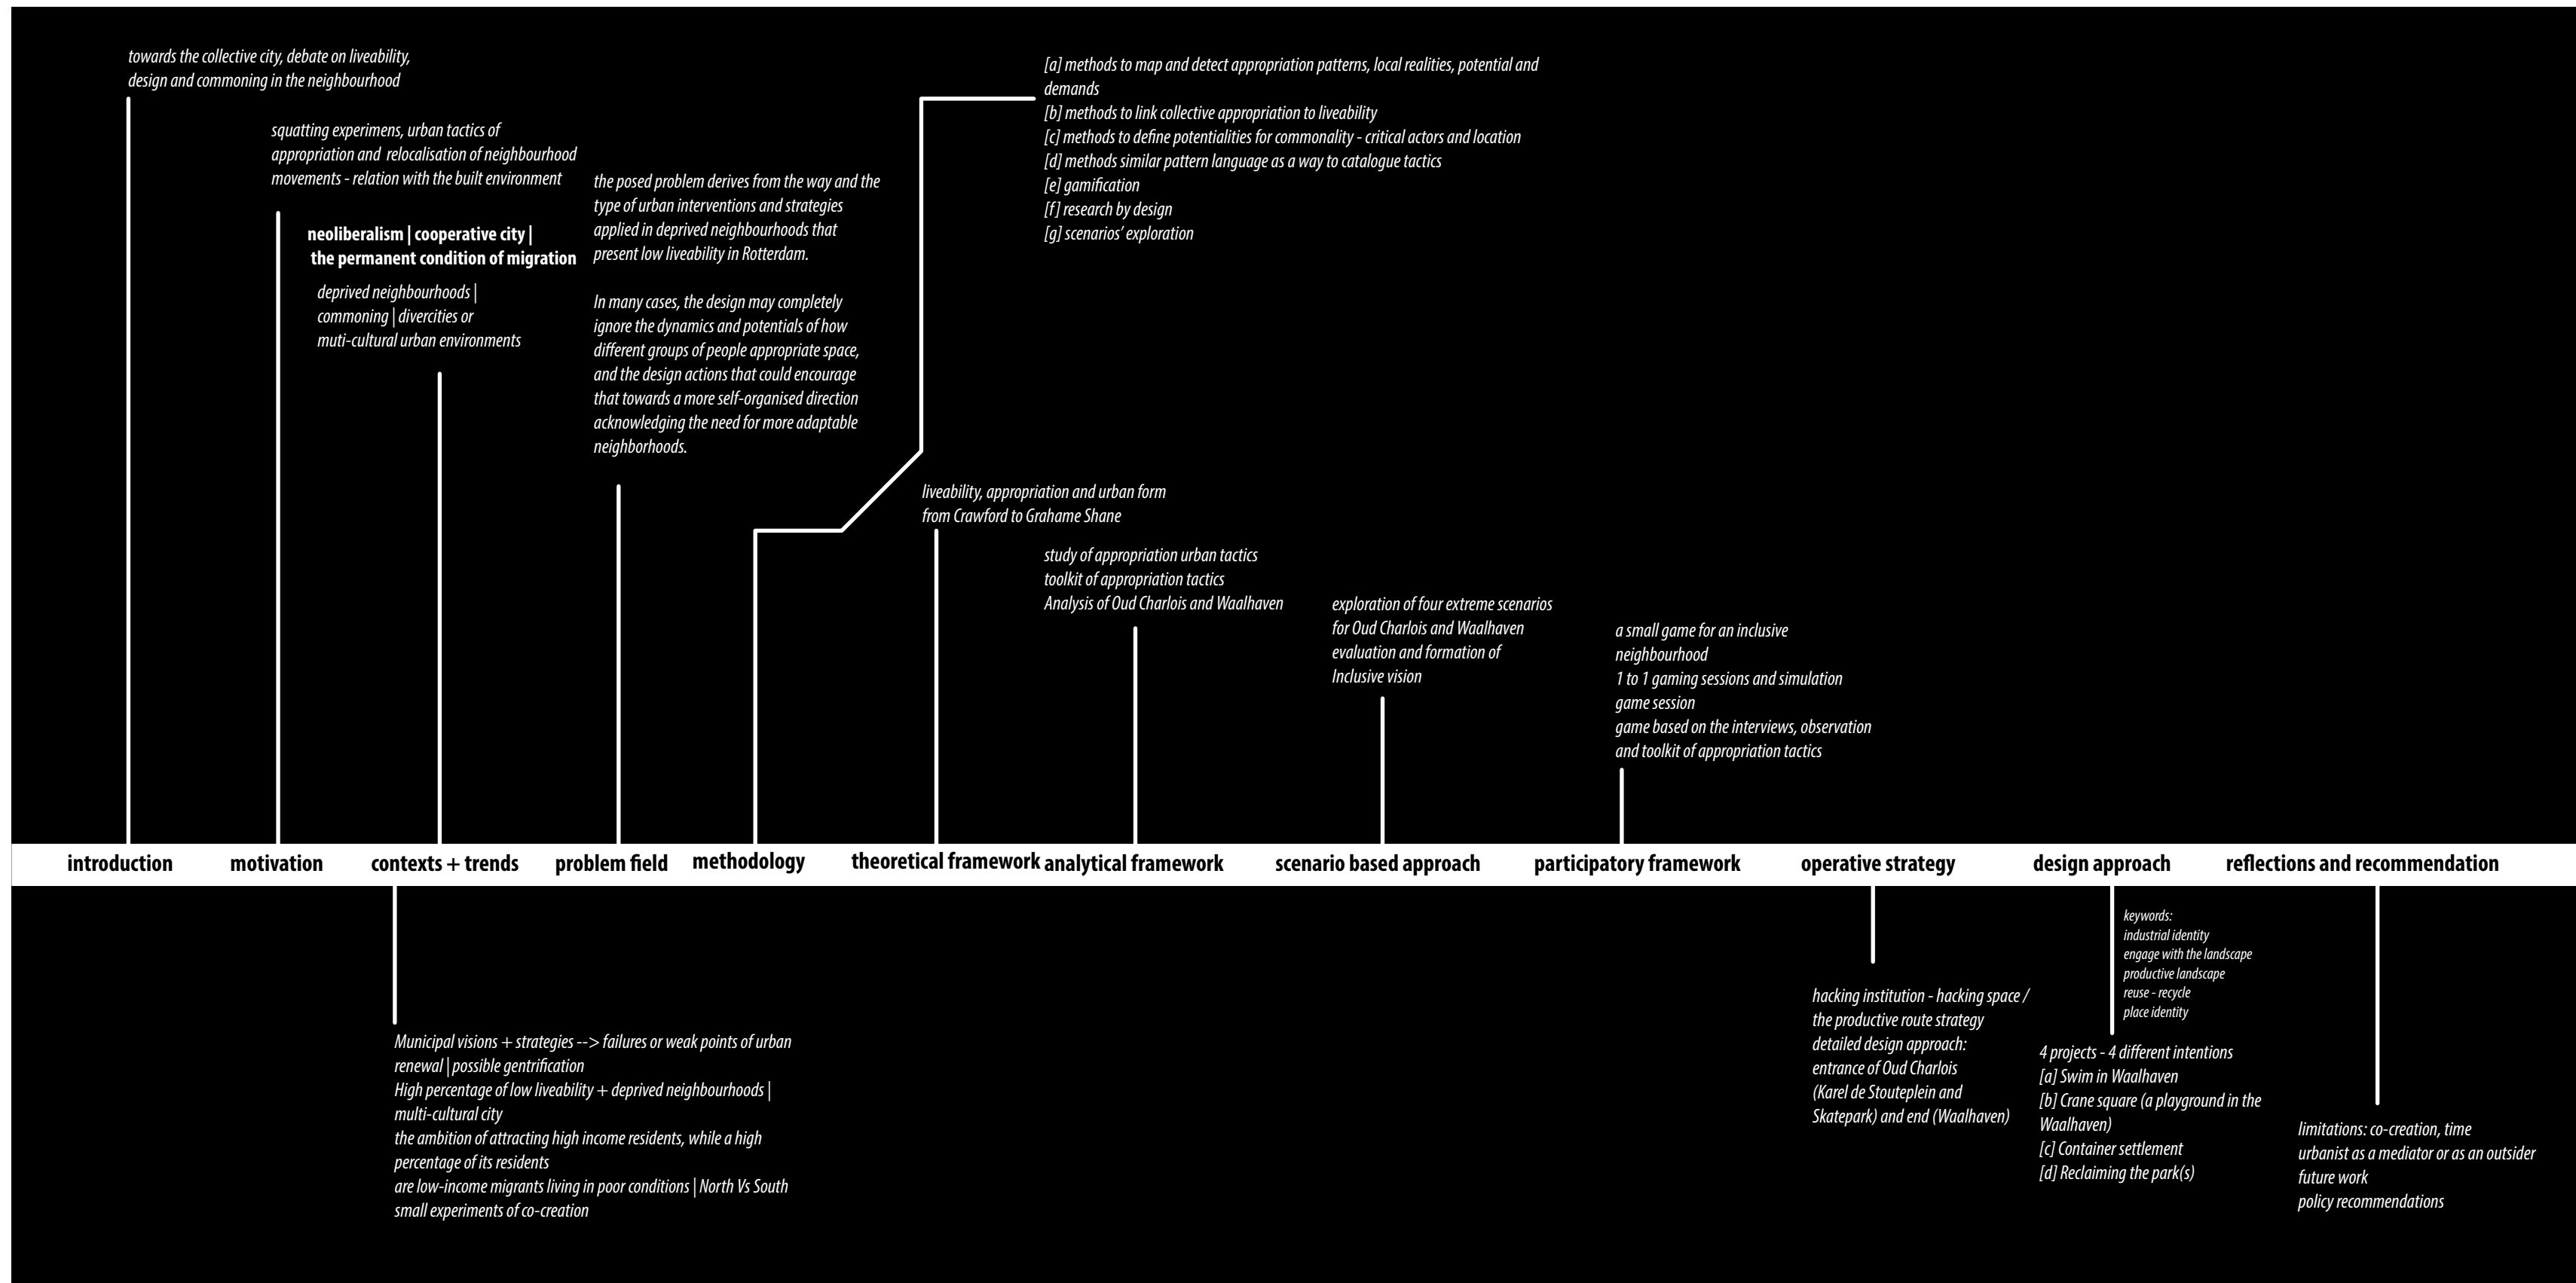 towards the collective city, debate on liveability,
design and commoning in the neighbourhood
squatting experimens, urban tactics of
appropriation and relocalisation of neighbourhood
movements - relation with the built environment
neoliberalism | cooperative city |
the permanent condition of migration
deprived neighbourhoods |
commoning | divercities or
muti-cultural urban environments
the posed problem derives from the way and the
type of urban interventions and strategies
applied in deprived neighbourhoods that
present low liveability in Rotterdam.
In many cases, the design may completely
ignore the dynamics and potentials of how
different groups of people appropriate space,
and the design actions that could encourage
that towards a more self-organised direction
acknowledging the need for more adaptable
neighborhoods.
[a] methods to map and detect appropriation patterns, local realities, potential and
demands
[b] methods to link collective appropriation to liveability
[c] methods to define potentialities for commonality - critical actors and location
[d] methods similar pattern language as a way to catalogue tactics
[e] gamification
[f] research by design
[g] scenarios' exploration
liveability, appropriation and urban form
from Crawford to Grahame Shane
study of appropriation urban tactics
toolkit of appropriation tactics
Analysis of Oud Charlois and Waalhaven
exploration of four extreme scenarios
for Oud Charlois and Waalhaven
evaluation and formation of
Inclusive vision
a small game for an inclusive
neighbourhood
1 to 1 gaming sessions and simulation
game session
game based on the interviews, observation
and toolkit of appropriation tactics
introduction
motivation
contexts + trends
problem field
methodology
theoretical framework
analytical framework
scenario based approach
participatory framework
operative strategy
design approach
reflections and recommendation
Municipal visions + strategies --> failures or weak points of urban
renewal | possible gentrification
High percentage of low liveability + deprived neighbourhoods |
multi-cultural city
the ambition of attracting high income residents, while a high
percentage of its residents
are low-income migrants living in poor conditions | North Vs South
small experiments of co-creation
hacking institution - hacking space /
the productive route strategy
detailed design approach:
entrance of Oud Charlois
(Karel de Stouteplein and
Skatepark) and end (Waalhaven)
keywords:
industrial identity
engage with the landscape
productive landscape
reuse - recycle
place identity
4 projects - 4 different intentions
[a] Swim in Waalhaven
[b] Crane square (a playground in the
Waalhaven)
[c] Container settlement
[d] Reclaiming the park(s)
limitations: co-creation, time
urbanist as a mediator or as an outsider
future work
policy recommendations